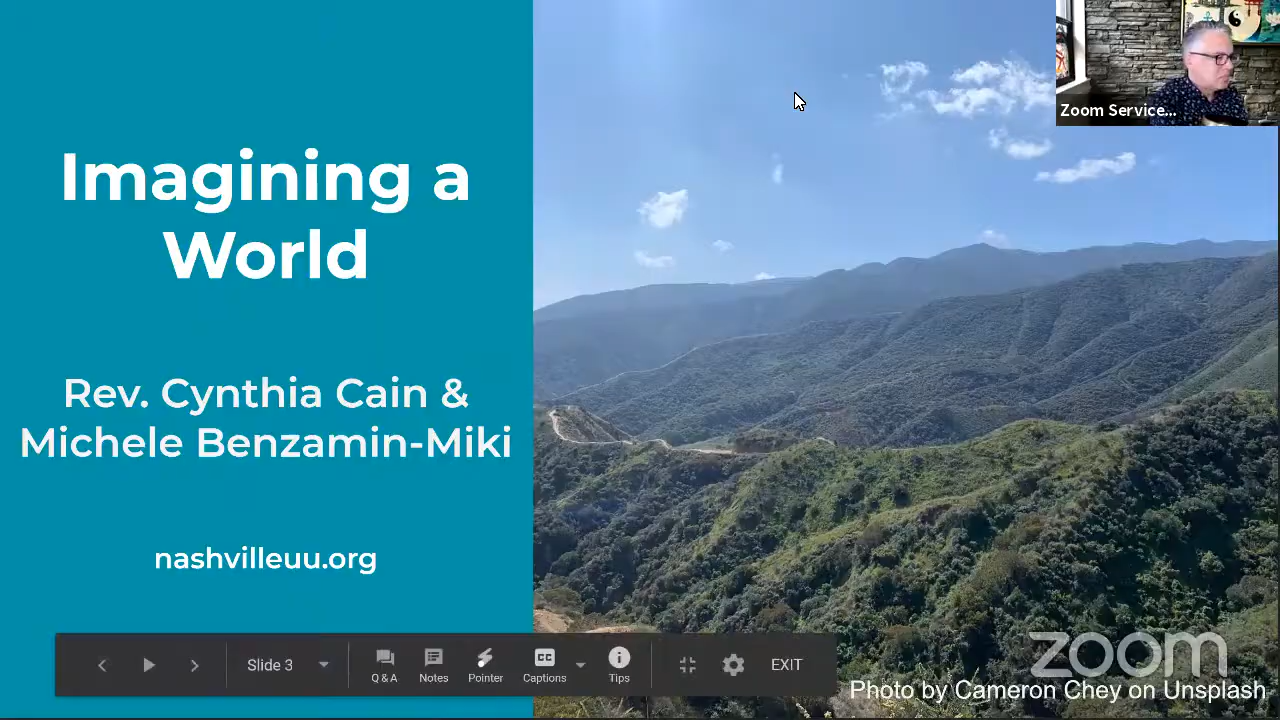 Imagining a
World
Rev. Cynthia Cain &
Michele Benzamin-Miki
nashvilleuu.org
Zoom Service...
Slide 3
Q & A
Notes
Pointer
CC
Captions
Tips
EXIT
zoom
Photo by Cameron Chey on Unsplash